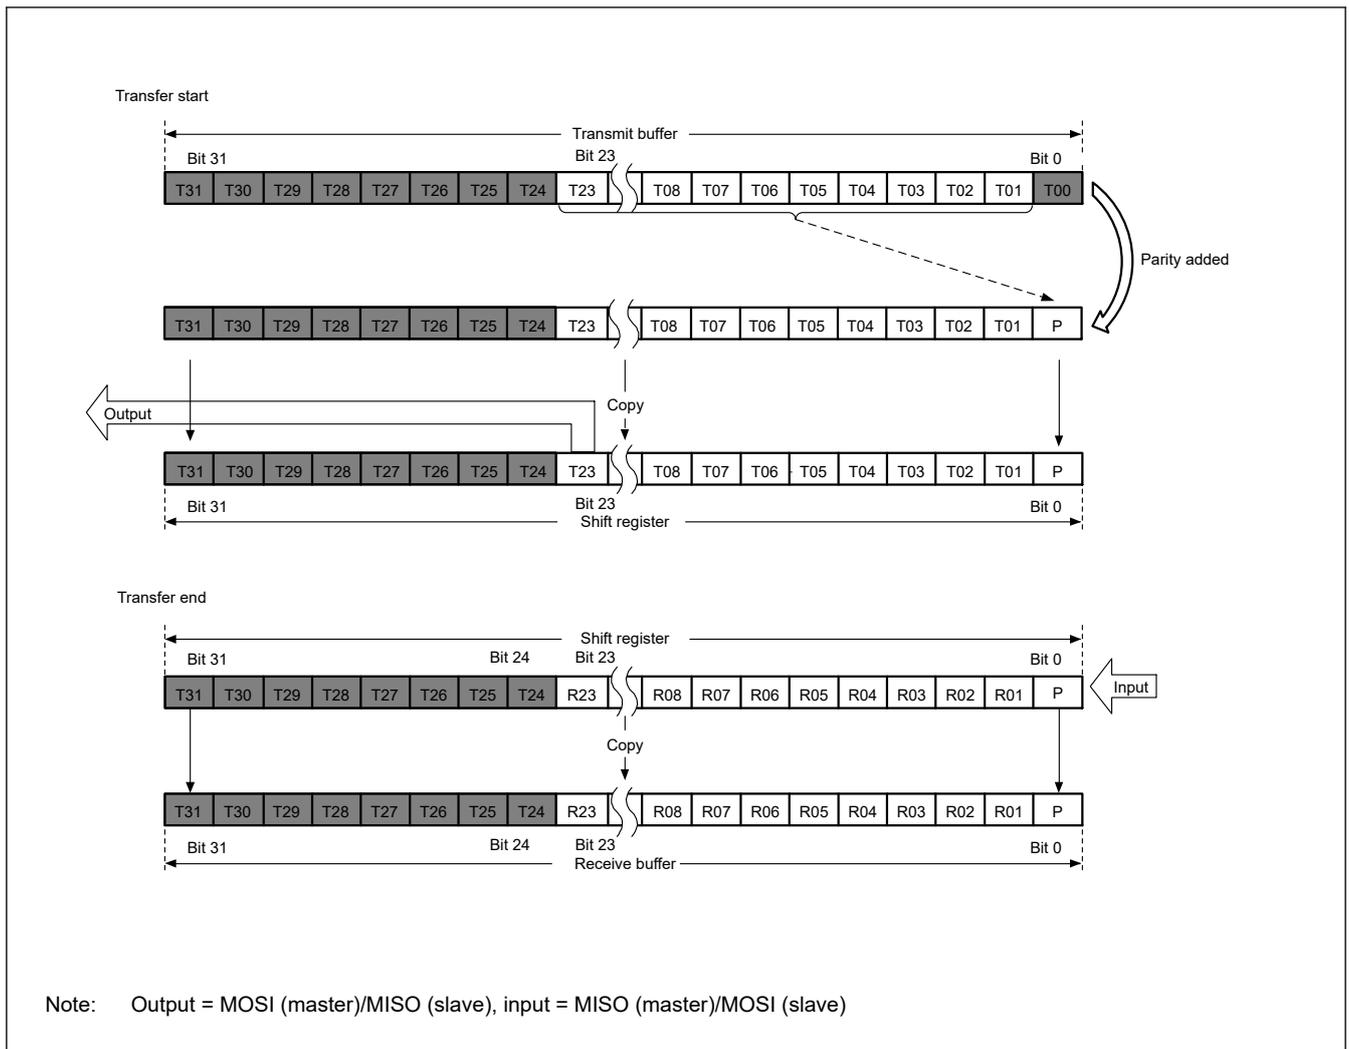 Transfer start
Transmit buffer
Bit 31 Bit 23 Bit 0
T31 T30 T29 T28 T27 T26 T25 T24 T23 T08 T07 T06 T05 T04 T03 T02 T01 T00
Parity added
T31 T30 T29 T28 T27 T26 T25 T24 T23 T08 T07 T06 T05 T04 T03 T02 T01 P
Copy
Output
T31 T30 T29 T28 T27 T26 T25 T24 T23 T08 T07 T06 T05 T04 T03 T02 T01 P
Bit 31 Bit 23 Bit 0
Shift register
Transfer end
Shift register
Bit 31 Bit 24 Bit 23 Bit 0
T31 T30 T29 T28 T27 T26 T25 T24 R23 R08 R07 R06 R05 R04 R03 R02 R01 P
Input
Copy
T31 T30 T29 T28 T27 T26 T25 T24 R23 R08 R07 R06 R05 R04 R03 R02 R01 P
Bit 31 Bit 24 Bit 23 Bit 0
Receive buffer
Note: Output = MOSI (master)/MISO (slave), input = MISO (master)/MOSI (slave)